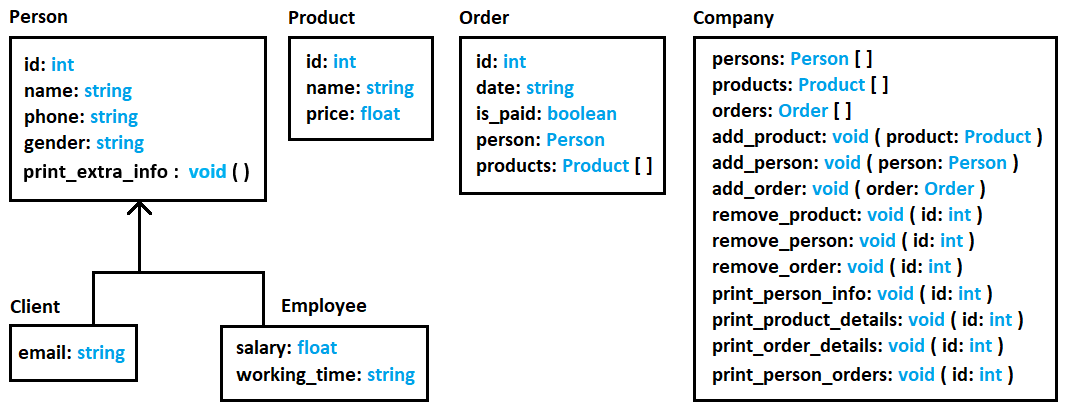 Person
id: int
name: string
phone: string
gender: string
print_extra_info : void ( )
Product
id: int
name: string
price: float
Order
id: int
date: string
is_paid: boolean
person: Person
products: Product [ ]
Company
persons: Person [ ]
products: Product [ ]
orders: Order [ ]
add_product: void ( product: Product )
add_person: void ( person: Person )
add_order: void ( order: Order )
remove_product: void ( id: int )
remove_person: void ( id: int )
remove_order: void ( id: int )
print_person_info: void ( id: int )
print_product_details: void ( id: int )
print_order_details: void ( id: int )
print_person_orders: void ( id: int )
Client
email: string
Employee
salary: float
working_time: string